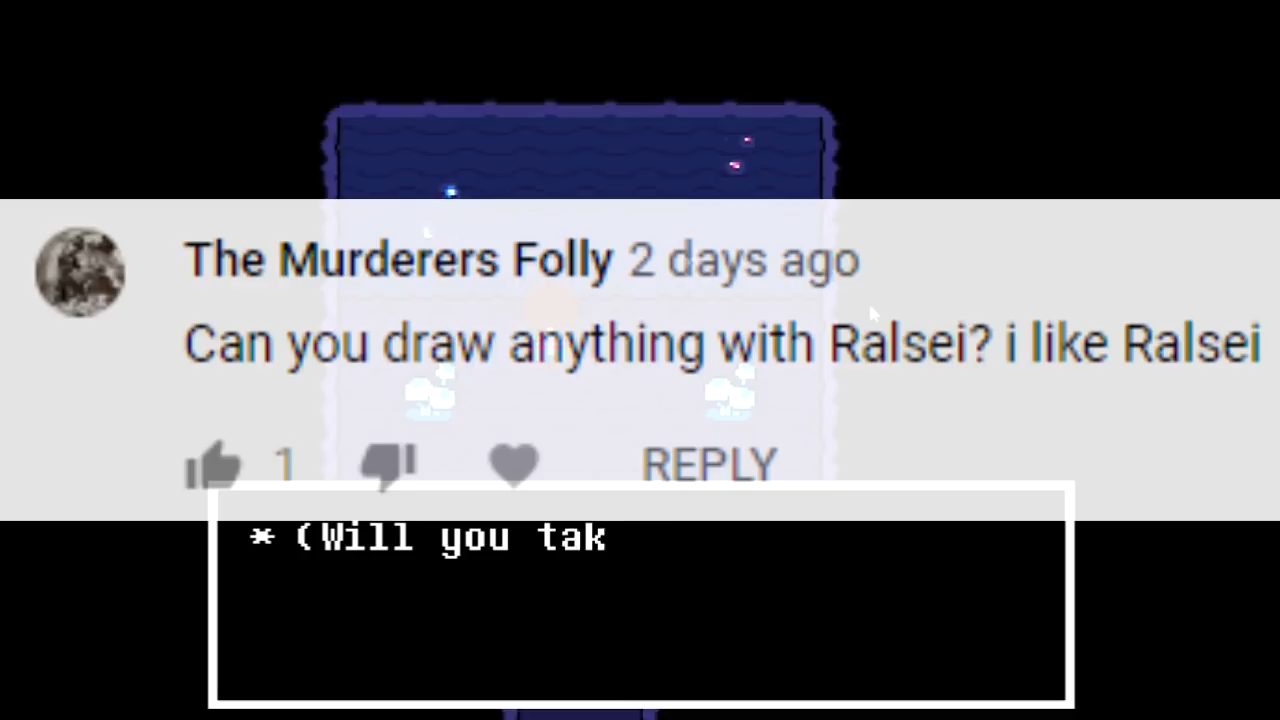 The Murderers Folly 2 days ago
Can you draw anything with Ralsei? i like Ralsei
1 REPLY
* (Will you tak